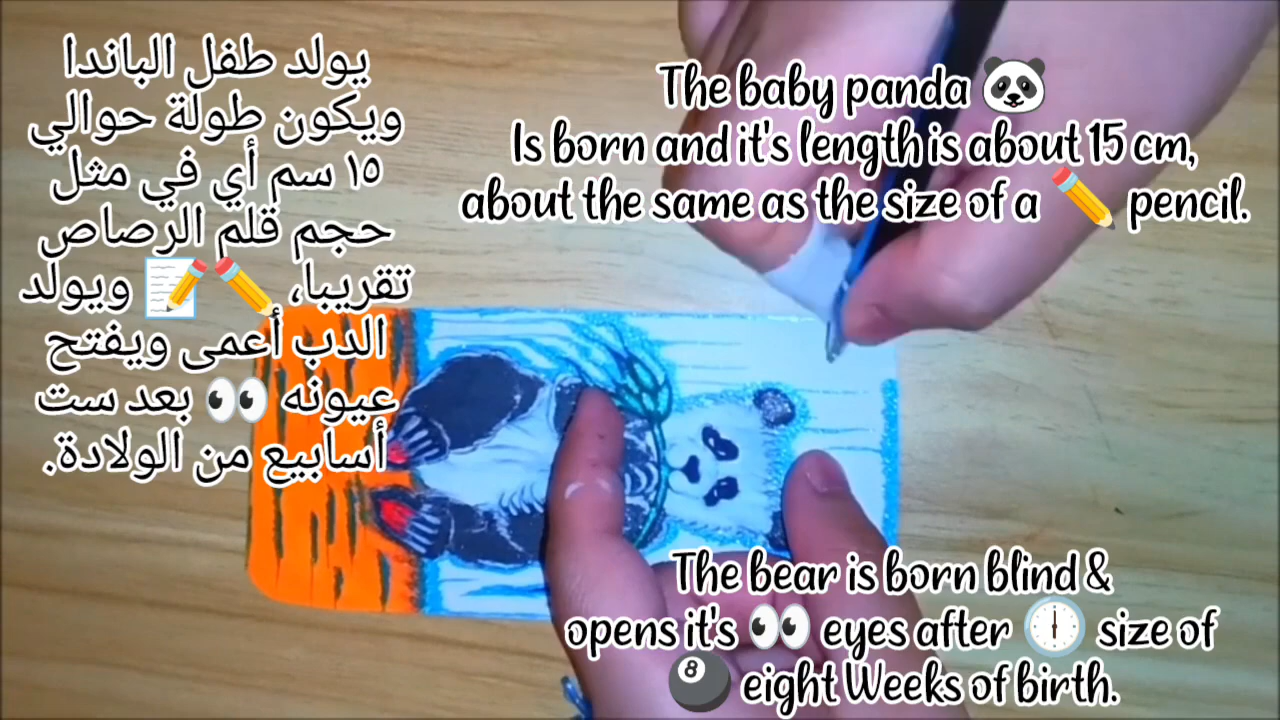 يولد طفل الباندا
ويكون طولة حوالي
١٥ سم أي في مثل
حجم قلم الرصاص
تقريبا، ✏️📝 ويولد
الدب أعمى ويفتح
عيونه 👀 بعد ست
أسابيع من الولادة.
The baby panda 🐼
Is born and it's length is about 15 cm,
about the same as the size of a ✏️ pencil.
The bear is born blind &
opens it's 👀 eyes after 🕕 size of
🎱 eight Weeks of birth.